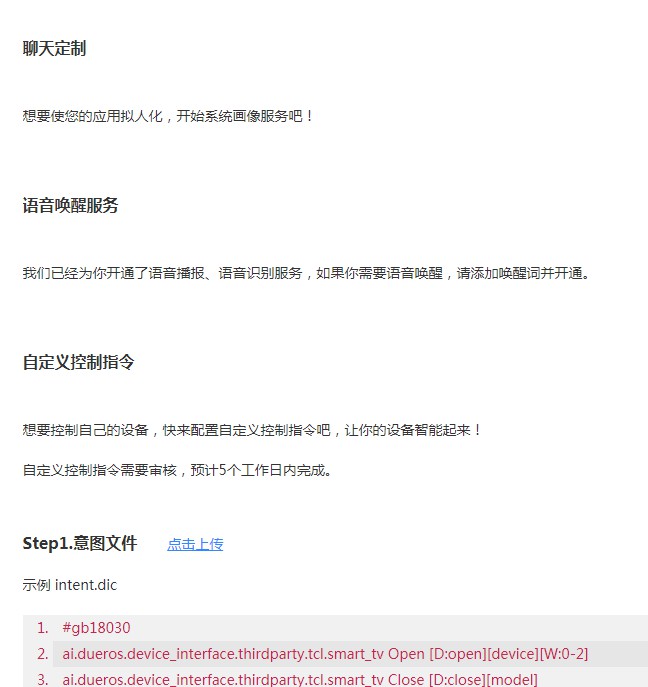 聊天定制
想要使您的应用拟人化，开始系统画像服务吧！
语音唤醒服务
我们已经为你开通了语音播报、语音识别服务，如果你需要语音唤醒，请添加唤醒词并开通。
自定义控制指令
想要控制自己的设备，快来配置自定义控制指令吧，让你的设备智能起来！
自定义控制指令需要审核，预计5个工作日内完成。
Step1.意图文件 点击上传
示例 intent.dic
1. #gb18030
2. ai.dueros.device_interface.thirdparty.tcl.smart_tv Open [D:open][device][W:0-2]
3. ai.dueros.device_interface.thirdparty.tcl.smart_tv Close [D:close][model]